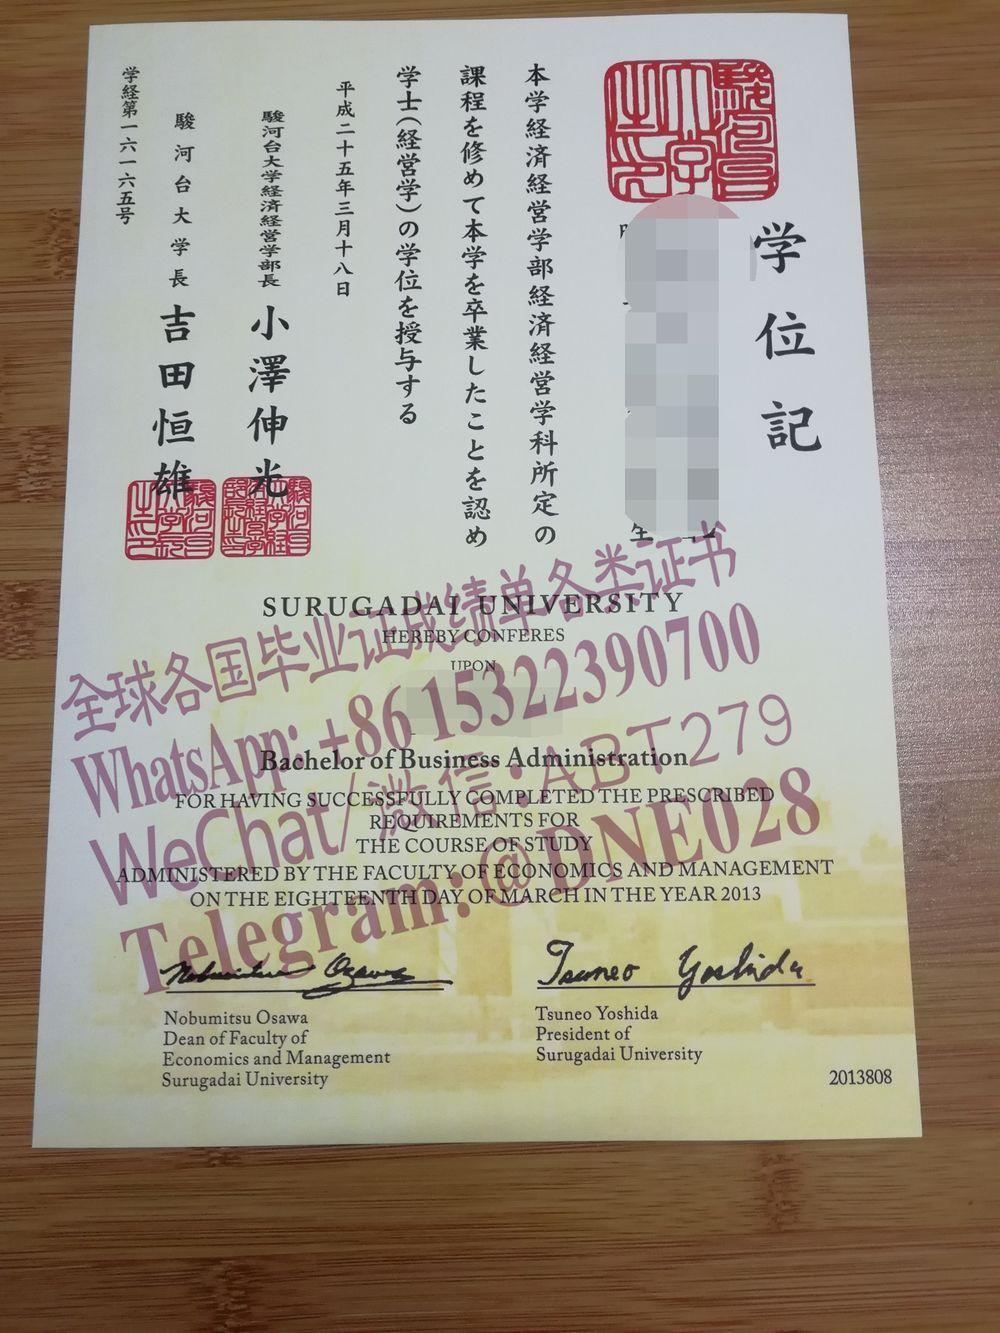 学位記
本学経済経営学部経済経営学科所定の
課程を修めて本学を卒業したことを認め
学士（経営学）の学位を授与する
平成二十五年三月十八日
駿河台大学経済経営学部長 小澤伸光
駿河台大学長 吉田恒雄
学経第一六一六五号
SURUGADAI UNIVERSITY
HEREBY CONFERES
UPON
Bachelor of Business Administration
FOR HAVING SUCCESSFULLY COMPLETED THE PRESCRIBED
REQUIREMENTS FOR
THE COURSE OF STUDY
ADMINISTERED BY THE FACULTY OF ECONOMICS AND MANAGEMENT
ON THE EIGHTEENTH DAY OF MARCH IN THE YEAR 2013
Nobumitsu Osawa
Tsuneo Yoshida
Nobumitsu Osawa
Dean of Faculty of
Economics and Management
Surugadai University
Tsuneo Yoshida
President of
Surugadai University
2013808
全球各国毕业证成绩单各类证书
WhatsApp: +86 15322390700
WeChat/微信: ABT279
Telegram: @DNE028